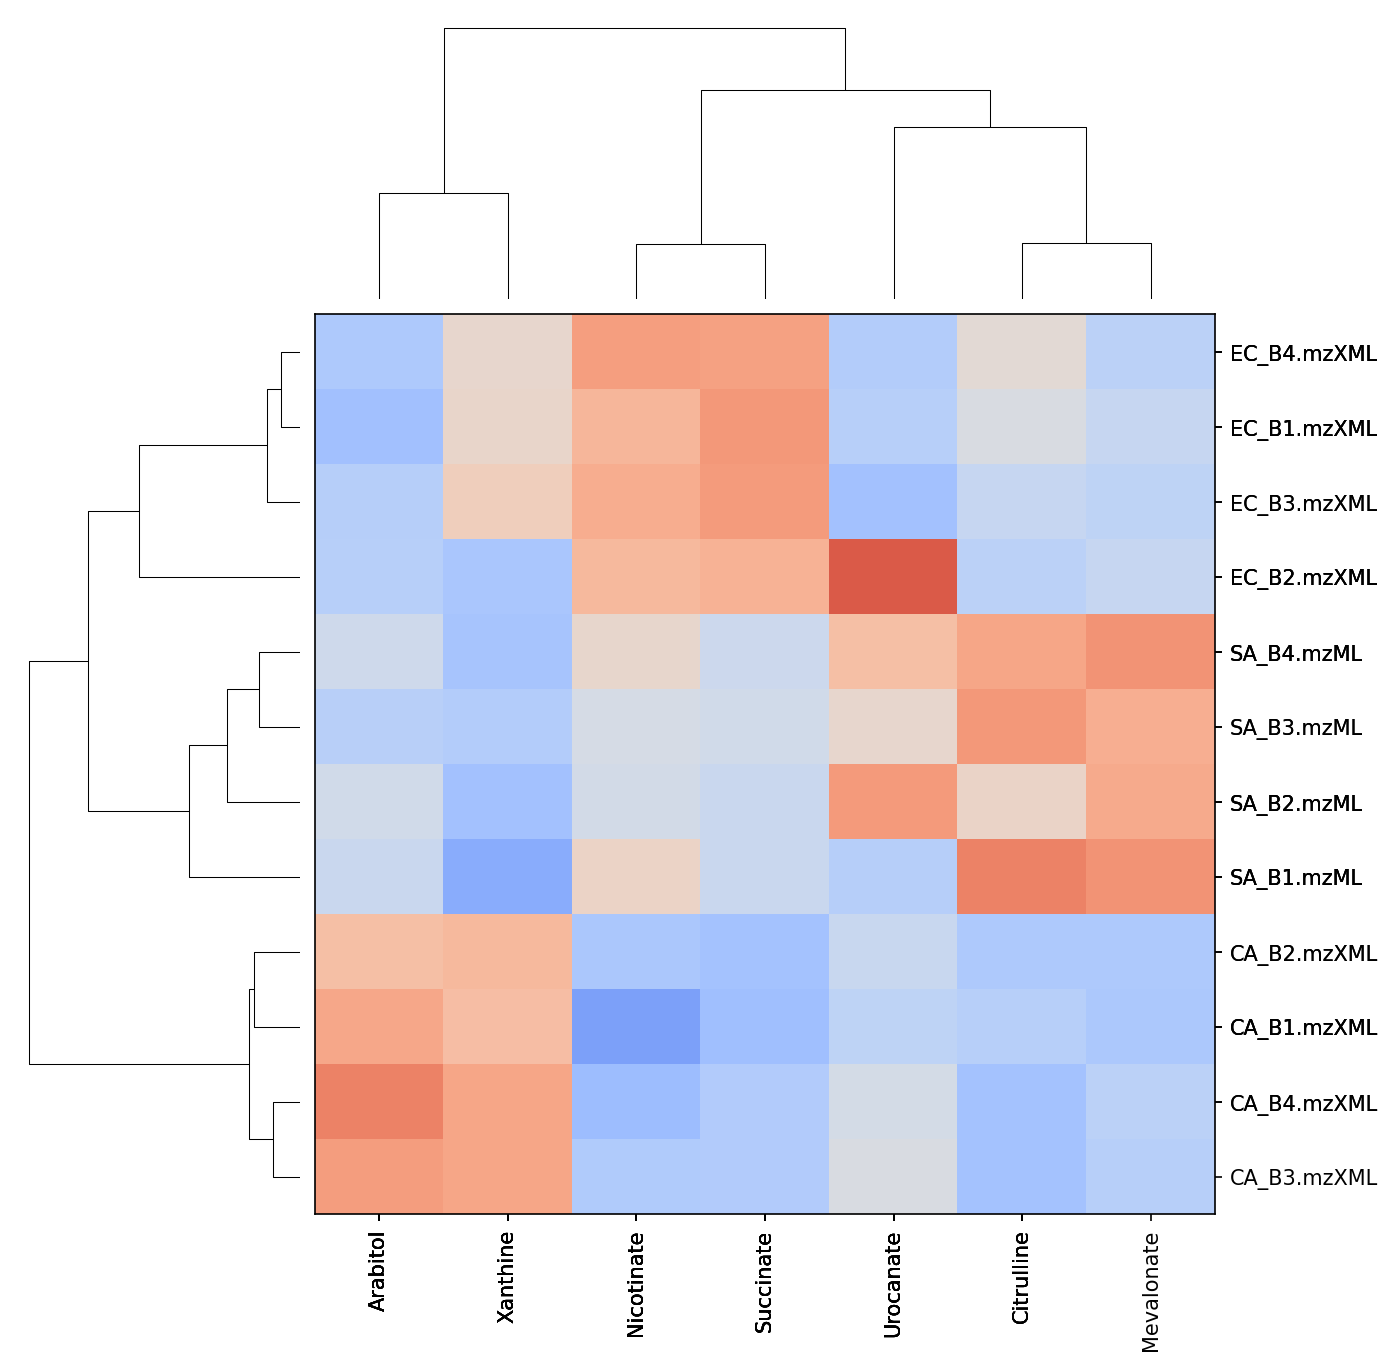 EC_B4.mzXML
EC_B1.mzXML
EC_B3.mzXML
EC_B2.mzXML
SA_B4.mzML
SA_B3.mzML
SA_B2.mzML
SA_B1.mzML
CA_B2.mzXML
CA_B1.mzXML
CA_B4.mzXML
CA_B3.mzXML
Arabitol
Xanthine
Nicotinate
Succinate
Urocanate
Citrulline
Mevalonate